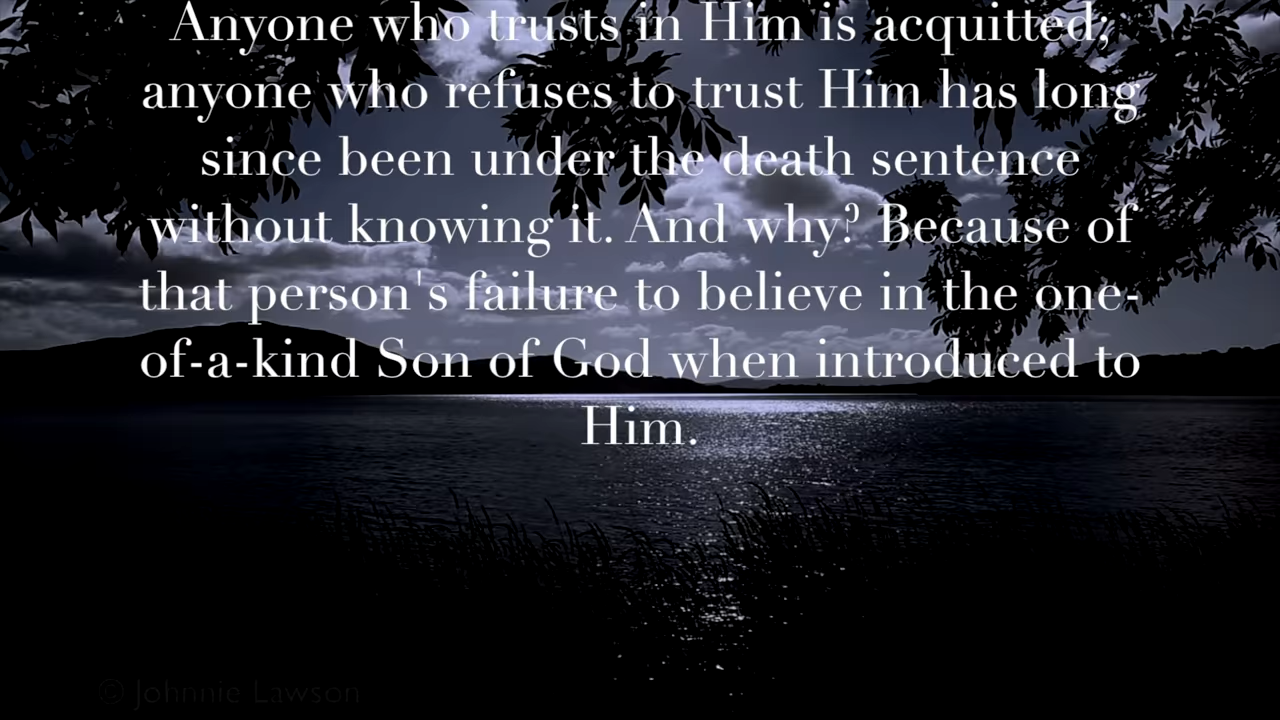 Anyone who trusts in Him is acquitted;
anyone who refuses to trust Him has long
since been under the death sentence
without knowing it. And why? Because of
that person's failure to believe in the one-
of-a-kind Son of God when introduced to
Him.
© Johnnie Lawson